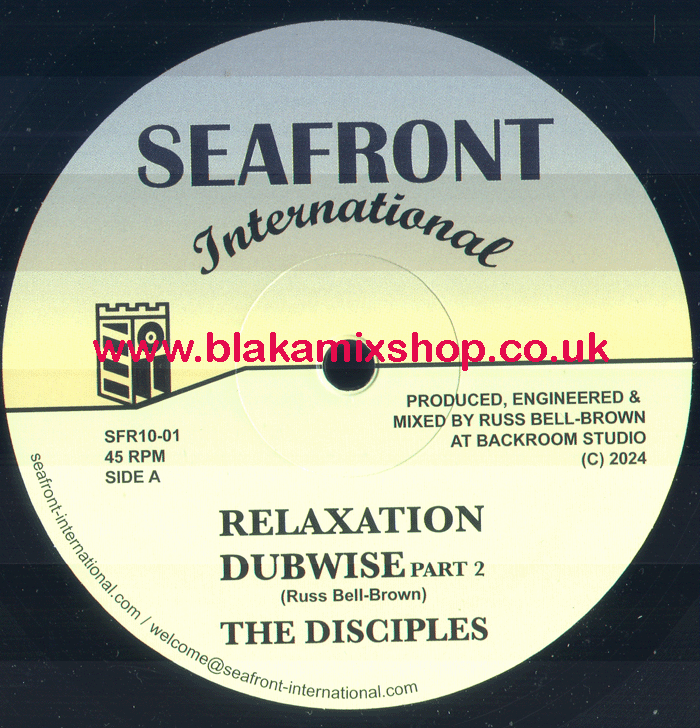 SEAFRONT
International
www.blakamixshop.co.uk
SFR10-01
45 RPM
SIDE A
PRODUCED, ENGINEERED &
MIXED BY RUSS BELL-BROWN
AT BACKROOM STUDIO
(C) 2024
RELAXATION
DUBWISE PART 2
(Russ Bell-Brown)
THE DISCIPLES
seafront-international.com / welcome@seafront-international.com